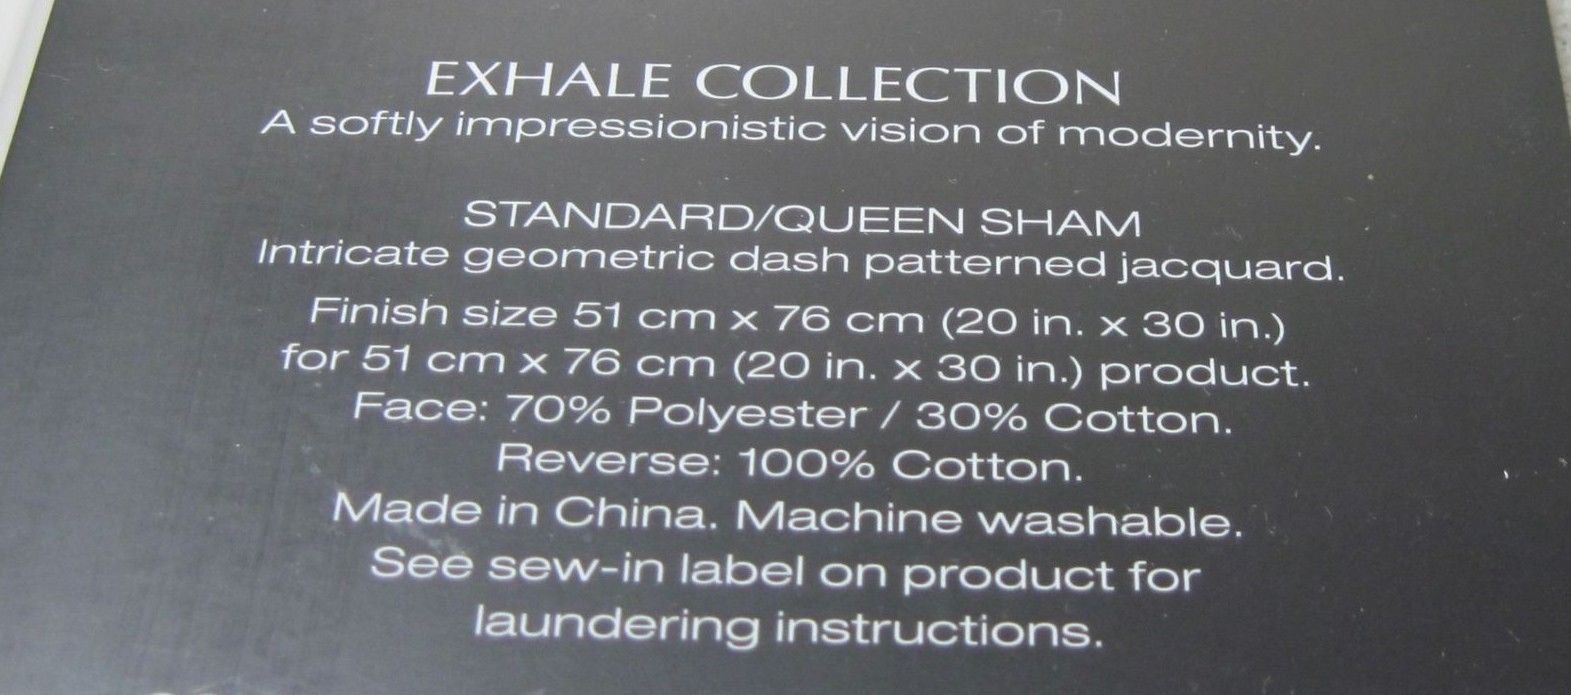 EXHALE COLLECTION
A softly impressionistic vision of modernity.
STANDARD/QUEEN SHAM
Intricate geometric dash patterned jacquard.
Finish size 51 cm x 76 cm (20 in. x 30 in.)
for 51 cm x 76 cm (20 in. x 30 in.) product.
Face: 70% Polyester / 30% Cotton.
Reverse: 100% Cotton.
Made in China. Machine washable.
See sew-in label on product for
laundering instructions.